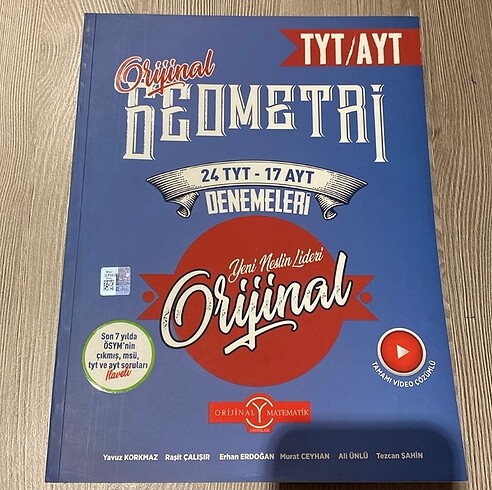 TYT/AYT
Orijinal
GEOMETRİ
24 TYT - 17 AYT
DENEMELERİ
Yeni Neslin Lideri
Orijinal
Son 7 yılda
ÖSYM'nin
çıkmış, msü,
tyt ve ayt soruları
İlaveli
TAMAMI VİDEO ÇÖZÜMLÜ
ORİJİNAL MATEMATİK
YAYINLARI
Yavuz KORKMAZ Raşit ÇALIŞIR Erhan ERDOĞAN Murat CEYHAN Ali ÜNLÜ Tezcan ŞAHİN